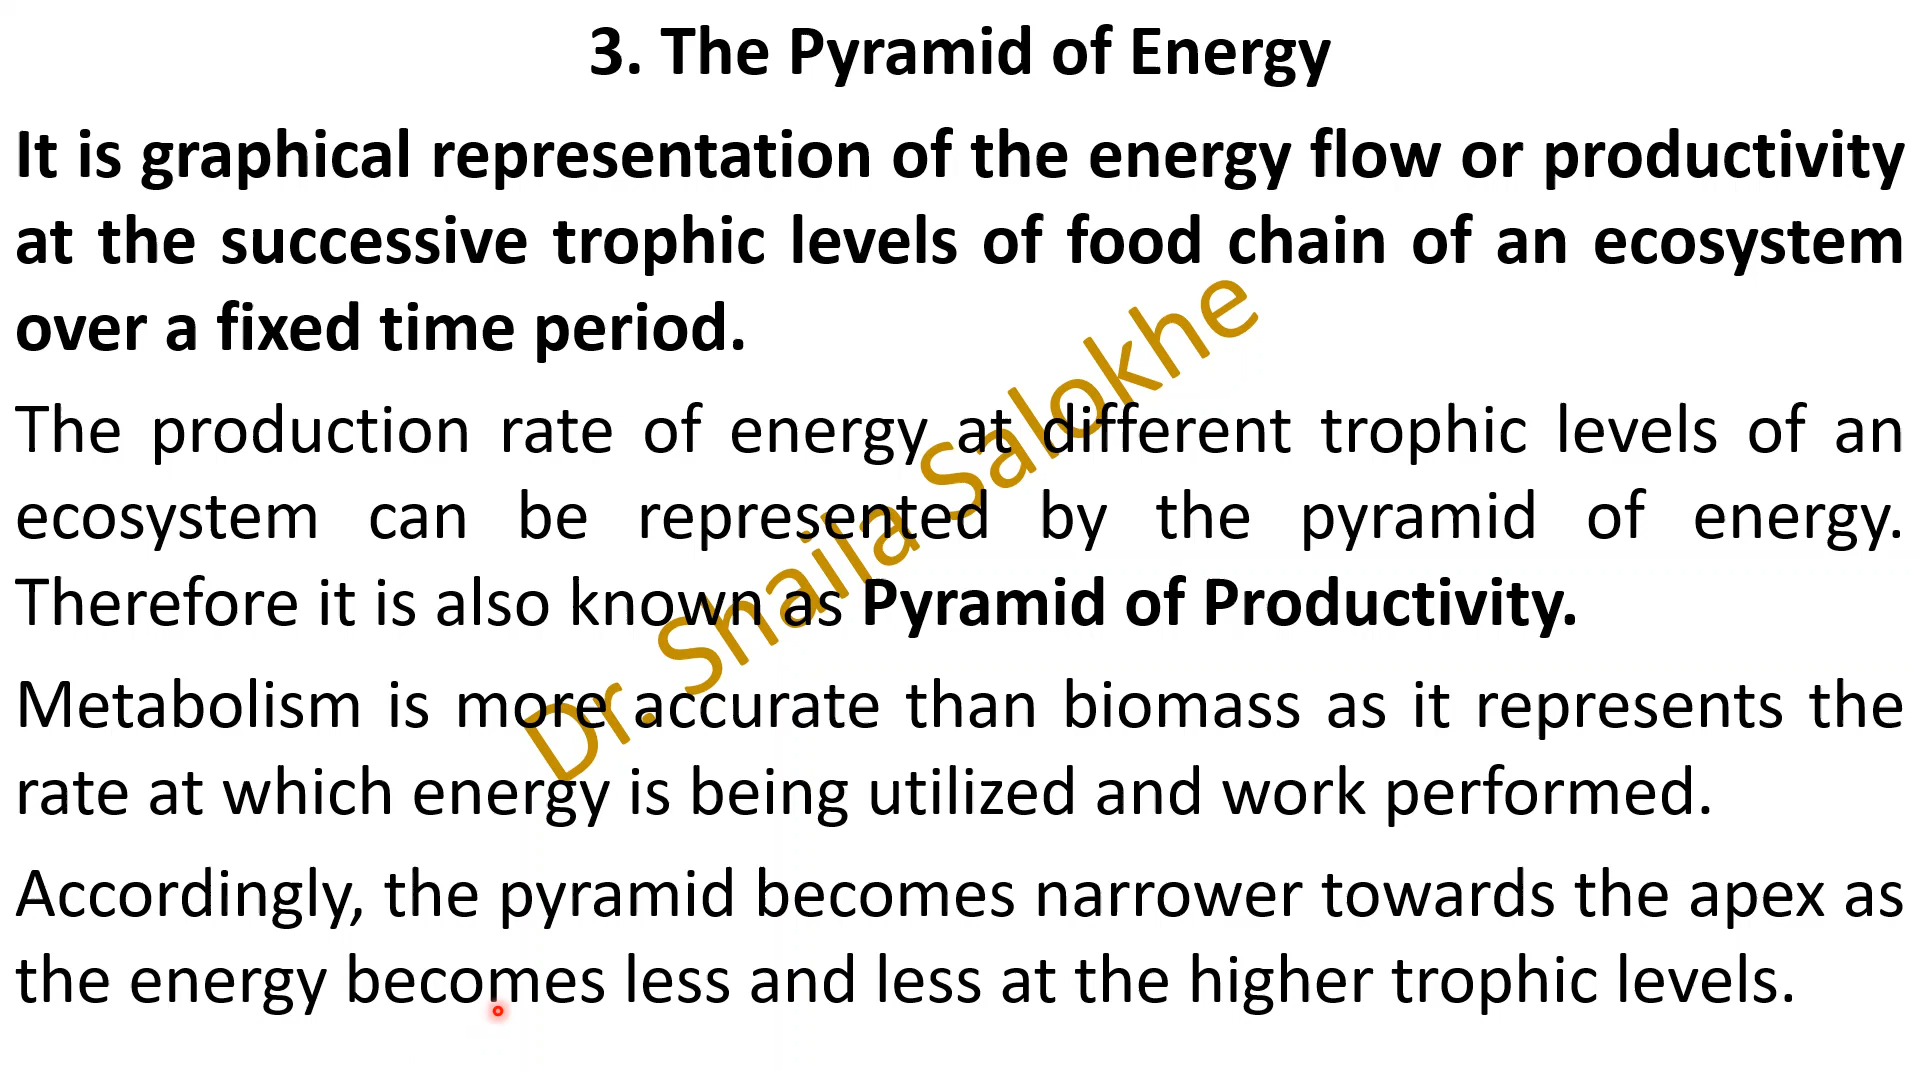 3. The Pyramid of Energy
It is graphical representation of the energy flow or productivity
at the successive trophic levels of food chain of an ecosystem
over a fixed time period.
The production rate of energy at different trophic levels of an
ecosystem can be represented by the pyramid of energy.
Therefore it is also known as Pyramid of Productivity.
Metabolism is more accurate than biomass as it represents the
rate at which energy is being utilized and work performed.
Accordingly, the pyramid becomes narrower towards the apex as
the energy becomes less and less at the higher trophic levels.
Dr. Shaila Salokhe